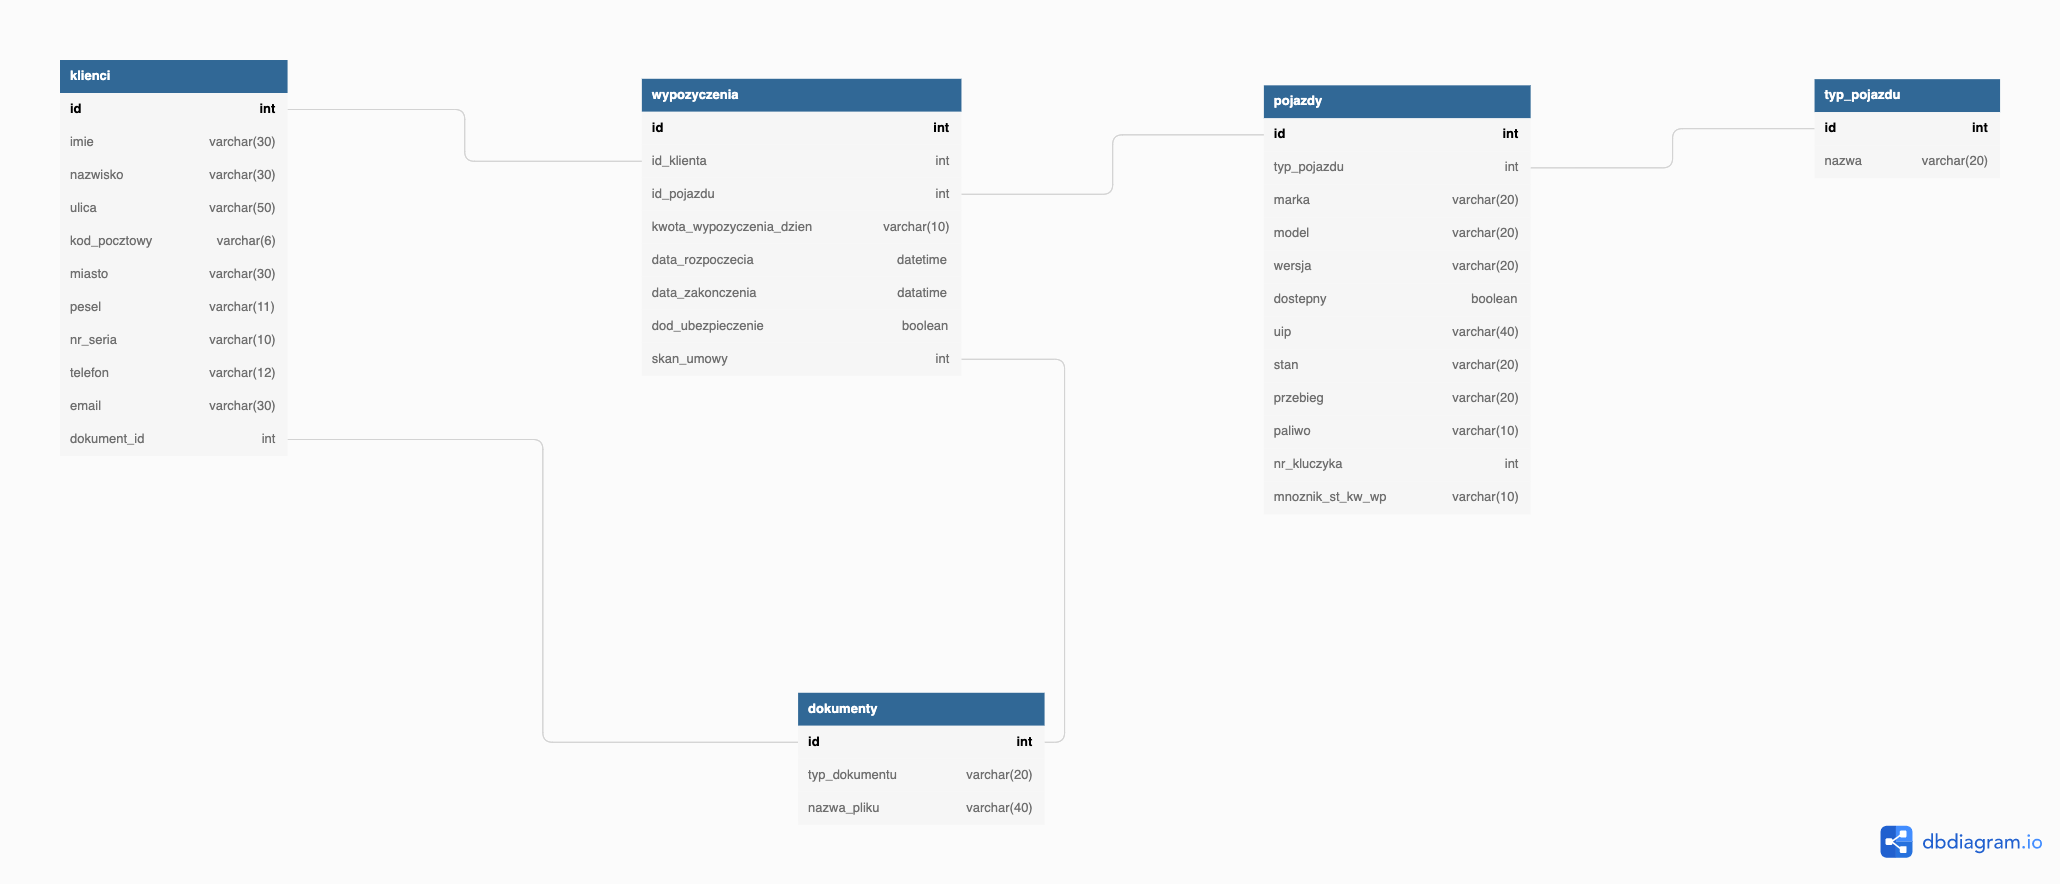 klienci
id int
imie varchar(30)
nazwisko varchar(30)
ulica varchar(50)
kod_pocztowy varchar(6)
miasto varchar(30)
pesel varchar(11)
nr_seria varchar(10)
telefon varchar(12)
email varchar(30)
dokument_id int
wypozyczenia
id int
id_klienta int
id_pojazdu int
kwota_wypozyczenia_dzien varchar(10)
data_rozpoczecia datetime
data_zakonczenia datatime
dod_ubezpieczenie boolean
skan_umowy int
pojazdy
id int
typ_pojazdu int
marka varchar(20)
model varchar(20)
wersja varchar(20)
dostepny boolean
uip varchar(40)
stan varchar(20)
przebieg varchar(20)
paliwo varchar(10)
nr_kluczyka int
mnoznik_st_kw_wp varchar(10)
typ_pojazdu
id int
nazwa varchar(20)
dokumenty
id int
typ_dokumentu varchar(20)
nazwa_pliku varchar(40)
dbdiagram.io